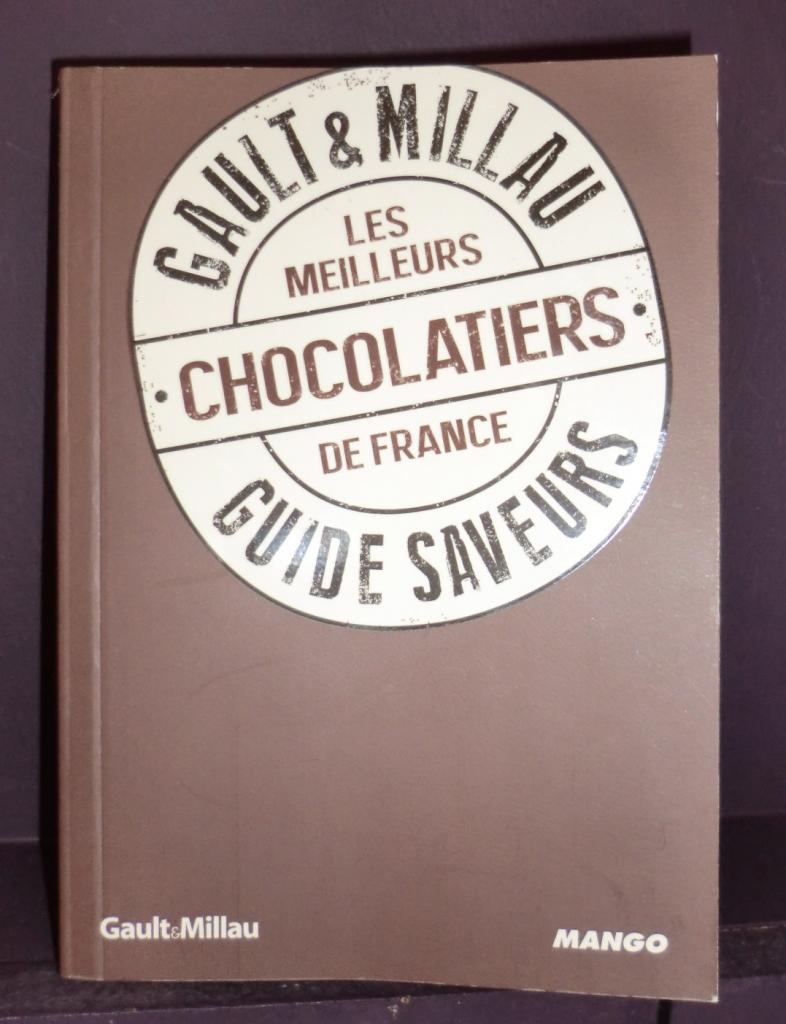 GAULT & MILLAU
LES
MEILLEURS
CHOCOLATIERS
DE FRANCE
GUIDE SAVEURS
Gault&Millau
MANGO